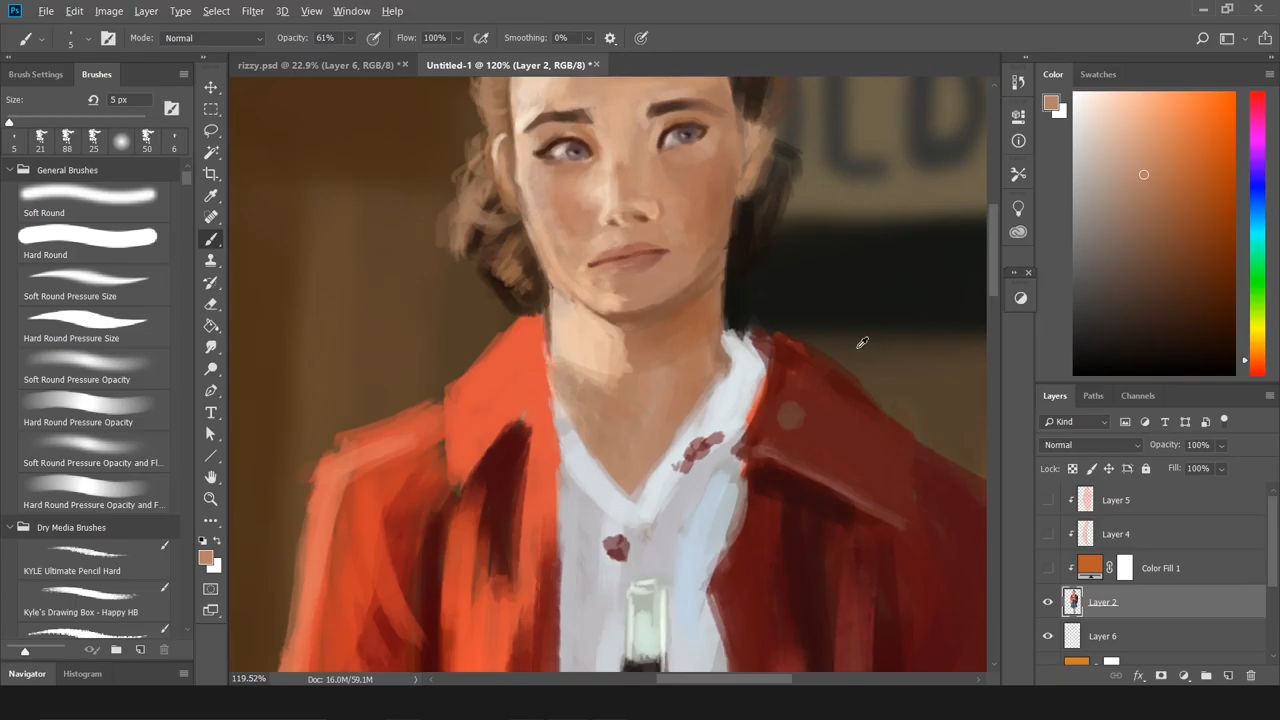 Ps File Edit Image Layer Type Select Filter 3D View Window Help
5 Mode: Normal Opacity: 61% Flow: 100% Smoothing: 0%
Brush Settings Brushes
rizzy.psd @ 22.9% (Layer 6, RGB/8) * × Untitled-1 @ 120% (Layer 2, RGB/8) * ×
Color Swatches
Size: 5 px
5 21 88 25 50 6
General Brushes
Soft Round
Hard Round
Soft Round Pressure Size
Hard Round Pressure Size
Soft Round Pressure Opacity
Hard Round Pressure Opacity
Soft Round Pressure Opacity and Fl...
Hard Round Pressure Opacity and F...
Dry Media Brushes
KYLE Ultimate Pencil Hard
Kyle's Drawing Box - Happy HB
Navigator Histogram
OLD
Layers Paths Channels
Kind
Normal Opacity: 100%
Lock: Fill: 100%
Layer 5
Layer 4
Color Fill 1
Layer 2
Layer 6
119.52% Doc: 16.0M/59.1M
fx